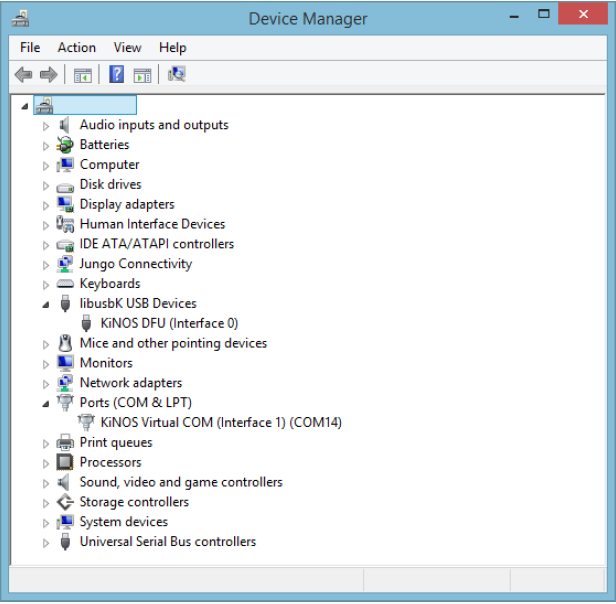 Device Manager
File Action View Help
Audio inputs and outputs
Batteries
Computer
Disk drives
Display adapters
Human Interface Devices
IDE ATA/ATAPI controllers
Jungo Connectivity
Keyboards
libusbK USB Devices
KiNOS DFU (Interface 0)
Mice and other pointing devices
Monitors
Network adapters
Ports (COM & LPT)
KiNOS Virtual COM (Interface 1) (COM14)
Print queues
Processors
Sound, video and game controllers
Storage controllers
System devices
Universal Serial Bus controllers